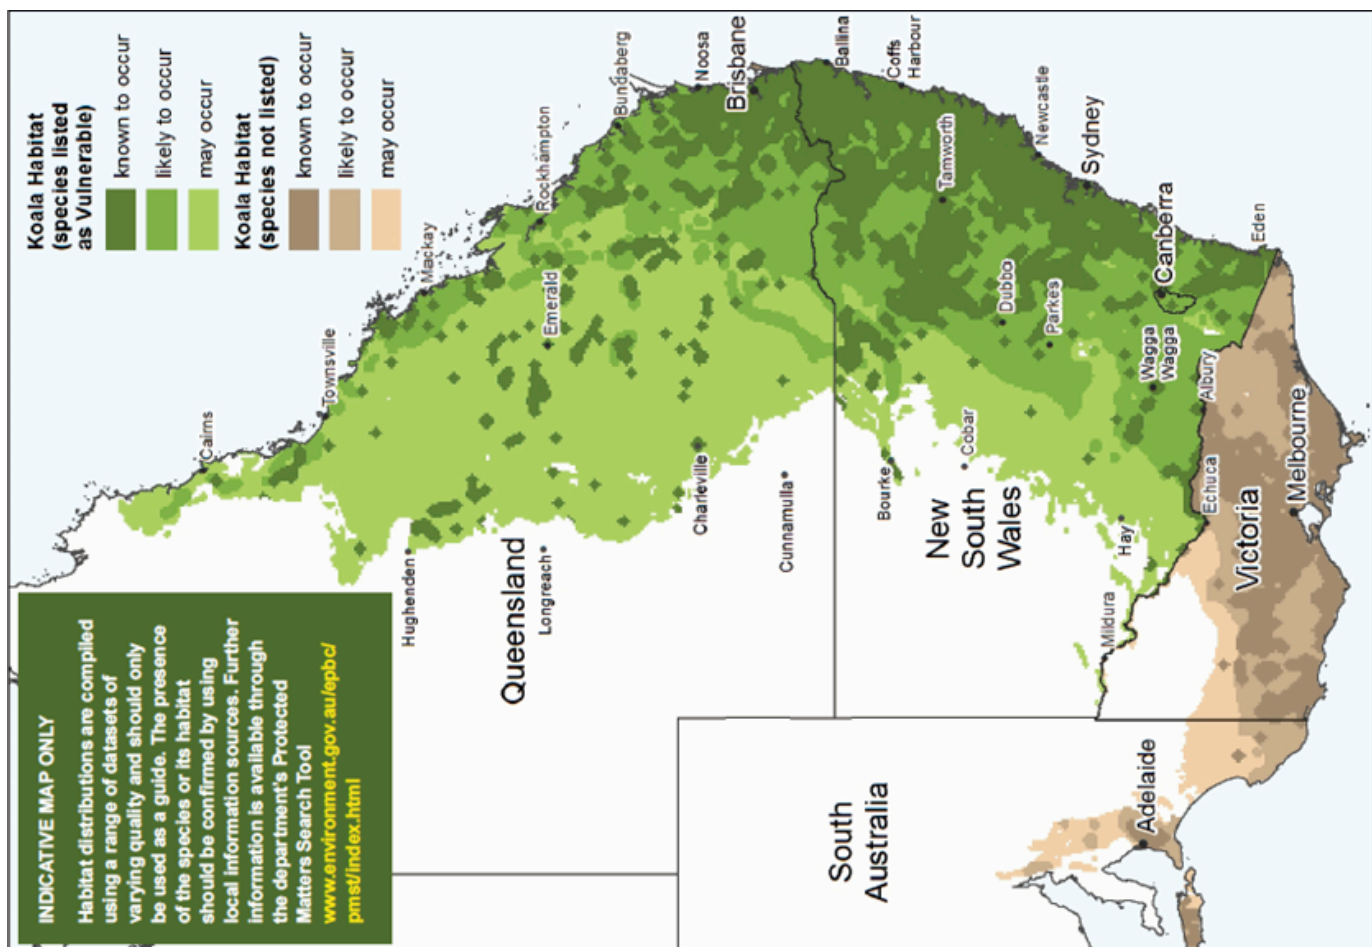 Koala Habitat
(species listed
as Vulnerable)
known to occur
likely to occur
may occur
Koala Habitat
(species not listed)
known to occur
likely to occur
may occur
INDICATIVE MAP ONLY
Habitat distributions are compiled
using a range of datasets of
varying quality and should only
be used as a guide. The presence
of the species or its habitat
should be confirmed by using
local information sources. Further
information is available through
the department's Protected
Matters Search Tool
www.environment.gov.au/epbc/
pmst/index.html
Cairns
Townsville
Mackay
Hughenden
Queensland
Longreach
Emerald
Rockhampton
Bundaberg
Noosa
Charleville
Brisbane
Cunnamulla
Ballina
Bourke
Coffs
Harbour
Tamworth
Cobar
New
South
Wales
Dubbo
Newcastle
Parkes
Sydney
South
Australia
Mildura
Hay
Wagga
Wagga
Canberra
Adelaide
Echuca
Albury
Victoria
Eden
Melbourne